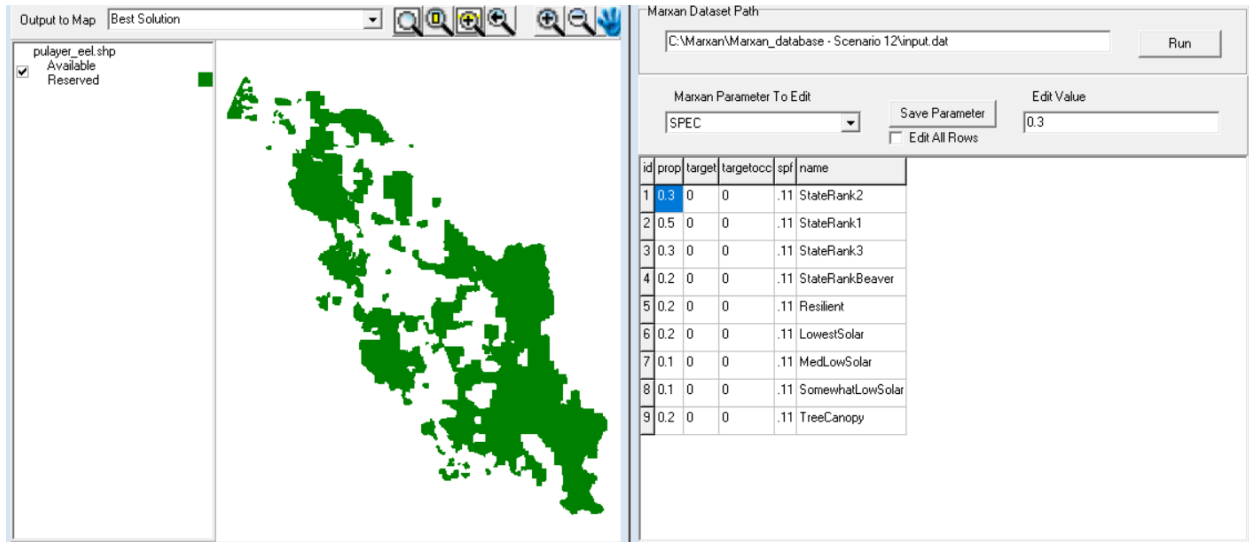 Output to Map Best Solution
pulayer_eel.shp
Available
Reserved
Marxan Dataset Path
C:\Marxan\Marxan_database - Scenario 12\input.dat
Run
Marxan Parameter To Edit
SPEC
Save Parameter
Edit All Rows
Edit Value
0.3
id prop target targetocc spf name
1 0.3 0 0 .11 StateRank2
2 0.5 0 0 .11 StateRank1
3 0.3 0 0 .11 StateRank3
4 0.2 0 0 .11 StateRankBeaver
5 0.2 0 0 .11 Resilient
6 0.2 0 0 .11 LowestSolar
7 0.1 0 0 .11 MedLowSolar
8 0.1 0 0 .11 SomewhatLowSolar
9 0.2 0 0 .11 TreeCanopy